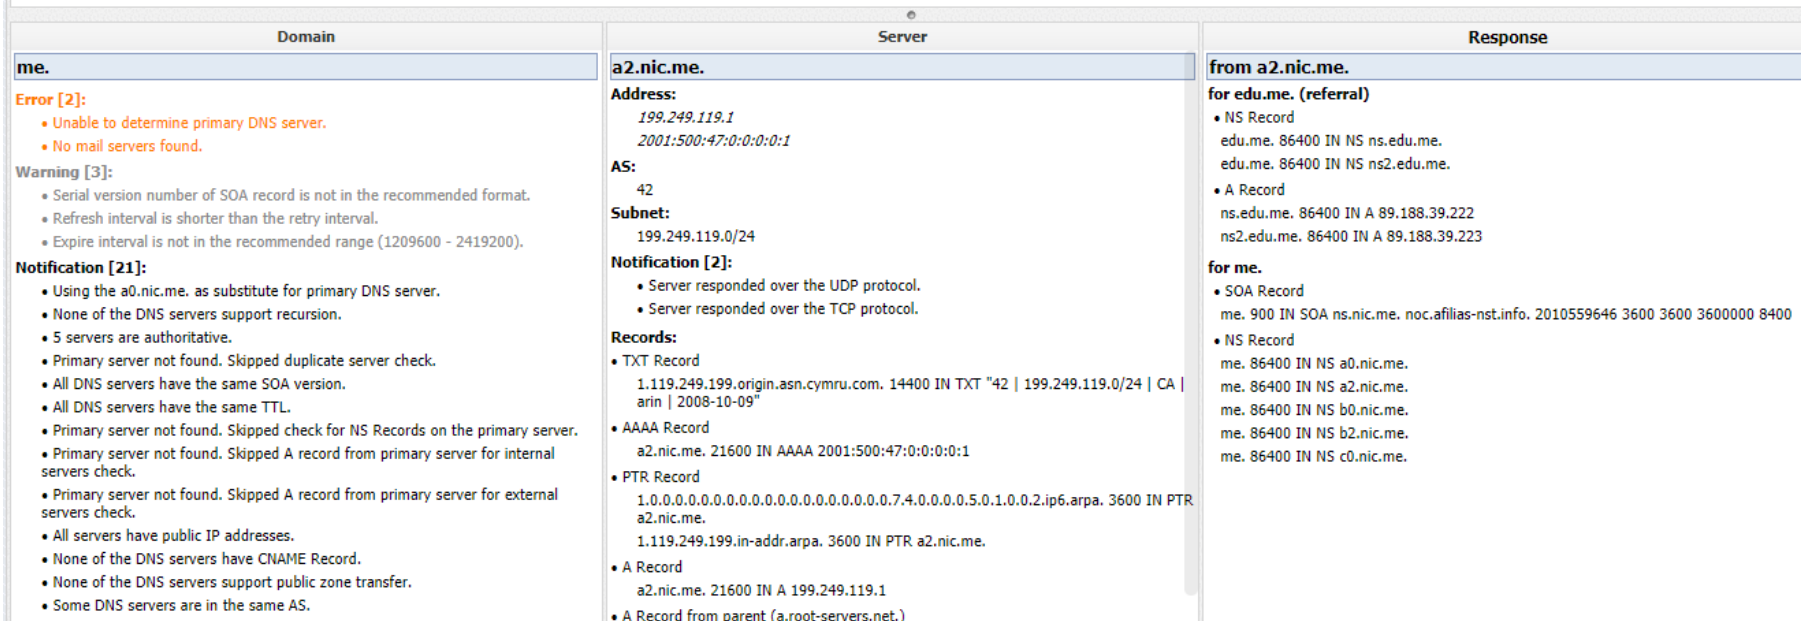 Domain
me.
Error [2]:
• Unable to determine primary DNS server.
• No mail servers found.
Warning [3]:
• Serial version number of SOA record is not in the recommended format.
• Refresh interval is shorter than the retry interval.
• Expire interval is not in the recommended range (1209600 - 2419200).
Notification [21]:
• Using the a0.nic.me. as substitute for primary DNS server.
• None of the DNS servers support recursion.
• 5 servers are authoritative.
• Primary server not found. Skipped duplicate server check.
• All DNS servers have the same SOA version.
• All DNS servers have the same TTL.
• Primary server not found. Skipped check for NS Records on the primary server.
• Primary server not found. Skipped A record from primary server for internal
servers check.
• Primary server not found. Skipped A record from primary server for external
servers check.
• All servers have public IP addresses.
• None of the DNS servers have CNAME Record.
• None of the DNS servers support public zone transfer.
• Some DNS servers are in the same AS.
Server
a2.nic.me.
Address:
199.249.119.1
2001:500:47:0:0:0:0:1
AS:
42
Subnet:
199.249.119.0/24
Notification [2]:
• Server responded over the UDP protocol.
• Server responded over the TCP protocol.
Records:
• TXT Record
1.119.249.199.origin.asn.cymru.com. 14400 IN TXT "42 | 199.249.119.0/24 | CA |
arin | 2008-10-09"
• AAAA Record
a2.nic.me. 21600 IN AAAA 2001:500:47:0:0:0:0:1
• PTR Record
1.0.0.0.0.0.0.0.0.0.0.0.0.0.0.0.0.0.0.0.7.4.0.0.0.0.5.0.1.0.0.2.ip6.arpa. 3600 IN PTR
a2.nic.me.
1.119.249.199.in-addr.arpa. 3600 IN PTR a2.nic.me.
• A Record
a2.nic.me. 21600 IN A 199.249.119.1
• A Record from parent (a.root-servers.net.)
Response
from a2.nic.me.
for edu.me. (referral)
• NS Record
edu.me. 86400 IN NS ns.edu.me.
edu.me. 86400 IN NS ns2.edu.me.
• A Record
ns.edu.me. 86400 IN A 89.188.39.222
ns2.edu.me. 86400 IN A 89.188.39.223
for me.
• SOA Record
me. 900 IN SOA ns.nic.me. noc.afilias-nst.info. 2010559646 3600 3600 3600000 8400
• NS Record
me. 86400 IN NS a0.nic.me.
me. 86400 IN NS a2.nic.me.
me. 86400 IN NS b0.nic.me.
me. 86400 IN NS b2.nic.me.
me. 86400 IN NS c0.nic.me.